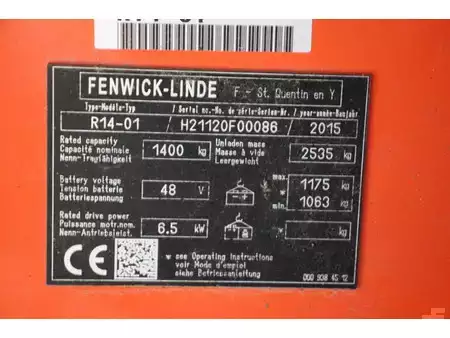 FENWICK-LINDE F - St. Quentin en Y.
Type-Modèle-Typ / Serial no.-No. de série-Serien-Nr. / year-année-Baujahr
R14-01 H2X1120F00086 2015
Rated capacity
Capacité nominale
Nenn-Tragfähigkeit
1400 kg
Unladen mass
Masse à vide
Leergewicht
2535 kg
Battery voltage
Tension batterie
Batteriespannung
48 V
max 1175 kg
min 1063 kg
Rated drive power
Puissance motr.nom.
Nenn-Antriebsleist.
6.5 kW
* kg
* see Operating instructions
voir Mode d'emploi
siehe Betriebsanleitung
CE
000 938 45 12